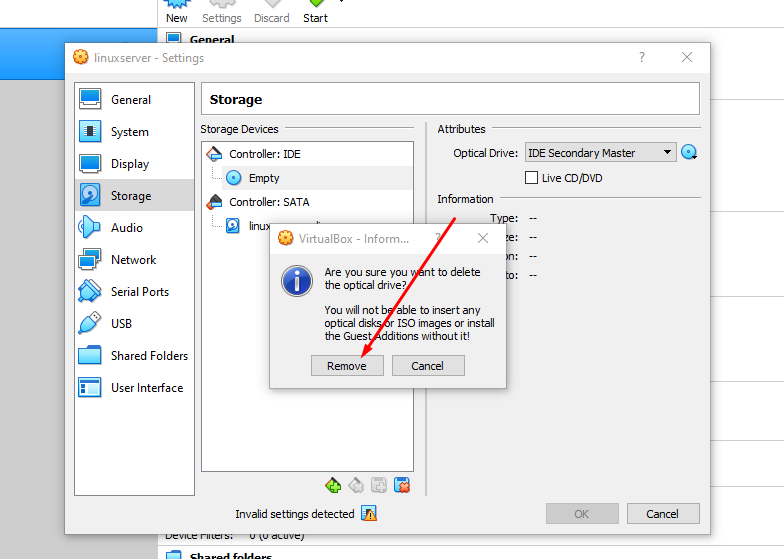 New
Settings
Discard
Start
General
linuxserver - Settings
?
General
System
Display
Storage
Audio
Network
Serial Ports
USB
Shared Folders
User Interface
Storage
Storage Devices
Controller: IDE
Empty
Controller: SATA
Attributes
Optical Drive: IDE Secondary Master
Live CD/DVD
Information
Type: --
--
--
--
VirtualBox - Inform...
?
Are you sure you want to delete
the optical drive?
You will not be able to insert any
optical disks or ISO images or install
the Guest Additions without it!
Remove
Cancel
Invalid settings detected
OK
Cancel
Device Filters: 0 (0 active)
Shared folders